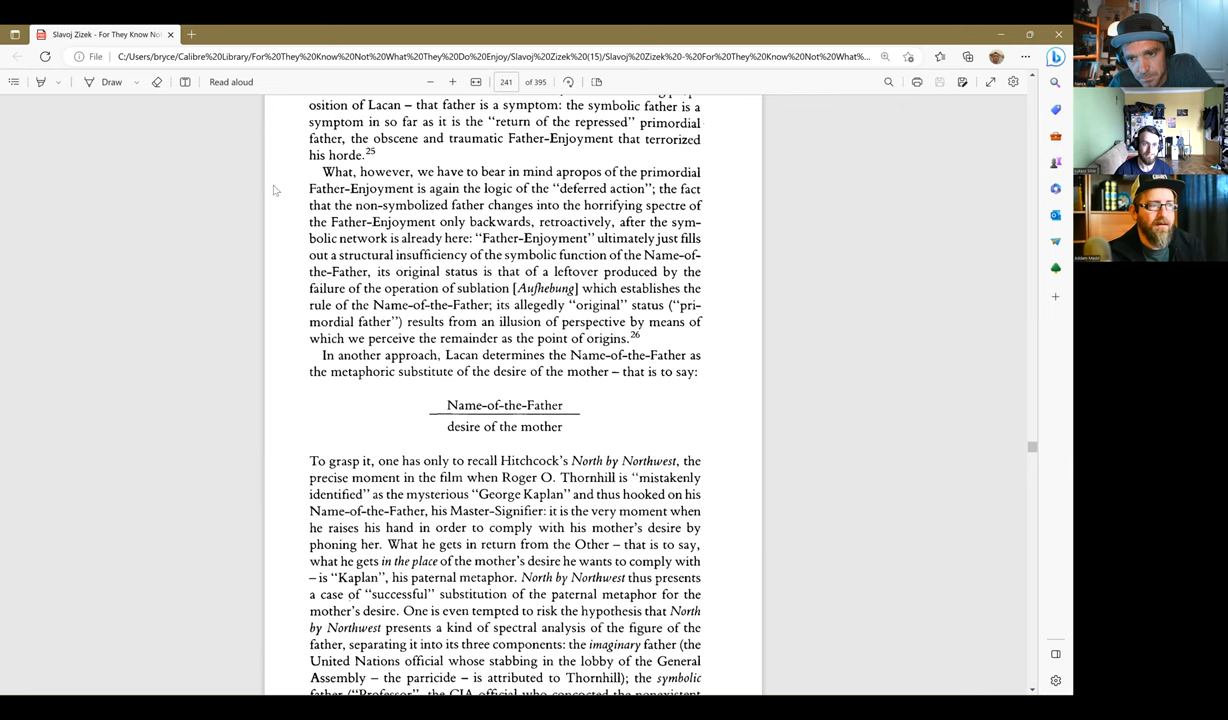 Slavoj Zizek - For They Know Not
File
C:/Users/bryce/Calibre%20Library/For%20They%20Know%20Not%20What%20They%20Do%20Enjoy/Slavoj%20Zizek%20(15)/Slavoj%20Zizek%20-%20For%20They%20Know%20Not%20What%...
Draw
Read aloud
241
of 395
osition of Lacan – that father is a symptom: the symbolic father is a
symptom in so far as it is the “return of the repressed” primordial
father, the obscene and traumatic Father-Enjoyment that terrorized
his horde.25
What, however, we have to bear in mind apropos of the primordial
Father-Enjoyment is again the logic of the “deferred action”; the fact
that the non-symbolized father changes into the horrifying spectre of
the Father-Enjoyment only backwards, retroactively, after the sym-
bolic network is already here: “Father-Enjoyment” ultimately just fills
out a structural insufficiency of the symbolic function of the Name-of-
the-Father, its original status is that of a leftover produced by the
failure of the operation of sublation [Aufhebung] which establishes the
rule of the Name-of-the-Father; its allegedly “original” status (“pri-
mordial father”) results from an illusion of perspective by means of
which we perceive the remainder as the point of origins.26
In another approach, Lacan determines the Name-of-the-Father as
the metaphoric substitute of the desire of the mother – that is to say:
Name-of-the-Father
desire of the mother
To grasp it, one has only to recall Hitchcock’s North by Northwest, the
precise moment in the film when Roger O. Thornhill is “mistakenly
identified” as the mysterious “George Kaplan” and thus hooked on his
Name-of-the-Father, his Master-Signifier: it is the very moment when
he raises his hand in order to comply with his mother’s desire by
phoning her. What he gets in return from the Other – that is to say,
what he gets in the place of the mother’s desire he wants to comply with
– is “Kaplan”, his paternal metaphor. North by Northwest thus presents
a case of “successful” substitution of the paternal metaphor for the
mother’s desire. One is even tempted to risk the hypothesis that North
by Northwest presents a kind of spectral analysis of the figure of the
father, separating it into its three components: the imaginary father (the
United Nations official whose stabbing in the lobby of the General
Assembly – the parricide – is attributed to Thornhill); the symbolic
father (“Professor”, the CIA official who concocted the nonexistent